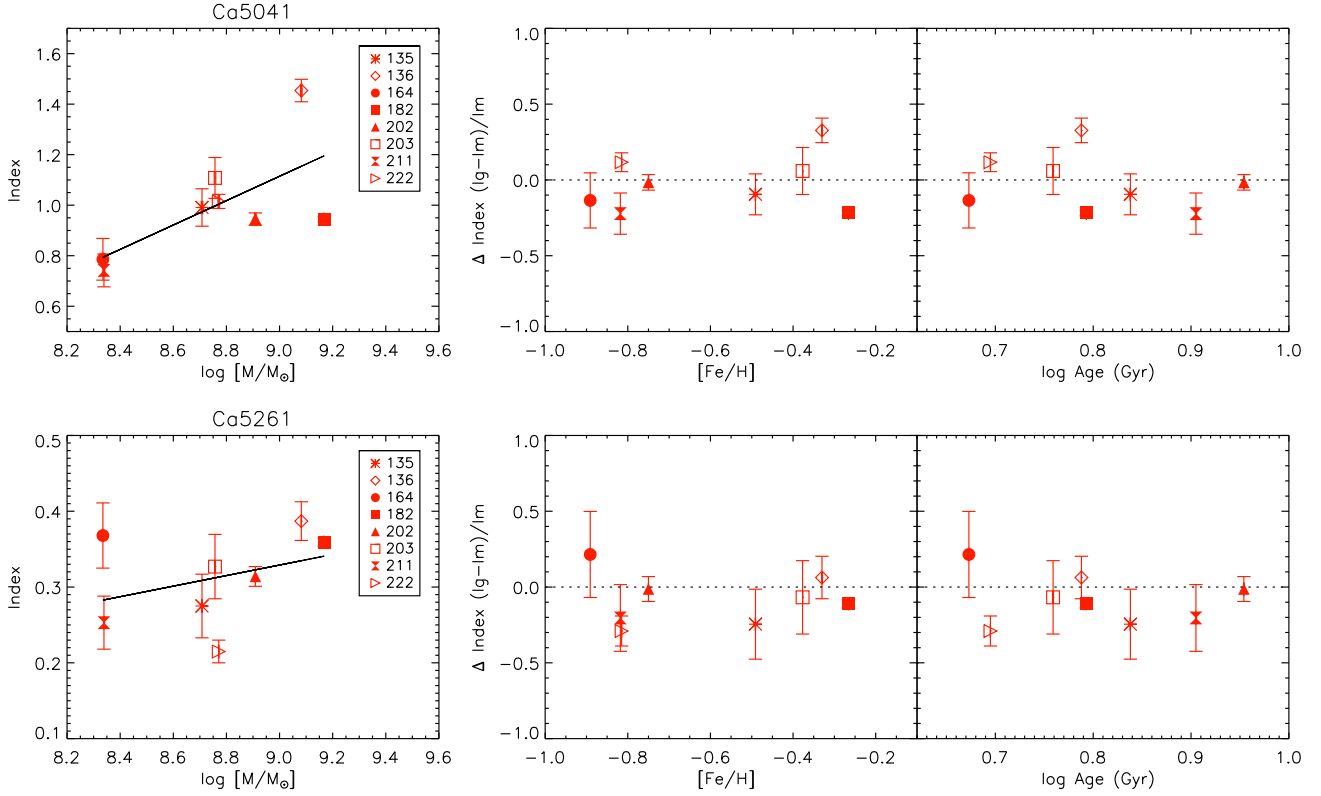 Ca5041
Index
1.6
1.4
1.2
1.0
0.8
0.6
135
136
164
182
202
203
211
222
8.2 8.4 8.6 8.8 9.0 9.2 9.4 9.6
log [M/M☉]
Δ Index (Ig−Im)/Im
1.0
0.5
0.0
−0.5
−1.0
−1.0 −0.8 −0.6 −0.4 −0.2
[Fe/H]
0.7 0.8 0.9 1.0
log Age (Gyr)
Ca5261
Index
0.5
0.4
0.3
0.2
0.1
135
136
164
182
202
203
211
222
8.2 8.4 8.6 8.8 9.0 9.2 9.4 9.6
log [M/M☉]
Δ Index (Ig−Im)/Im
1.0
0.5
0.0
−0.5
−1.0
−1.0 −0.8 −0.6 −0.4 −0.2
[Fe/H]
0.7 0.8 0.9 1.0
log Age (Gyr)